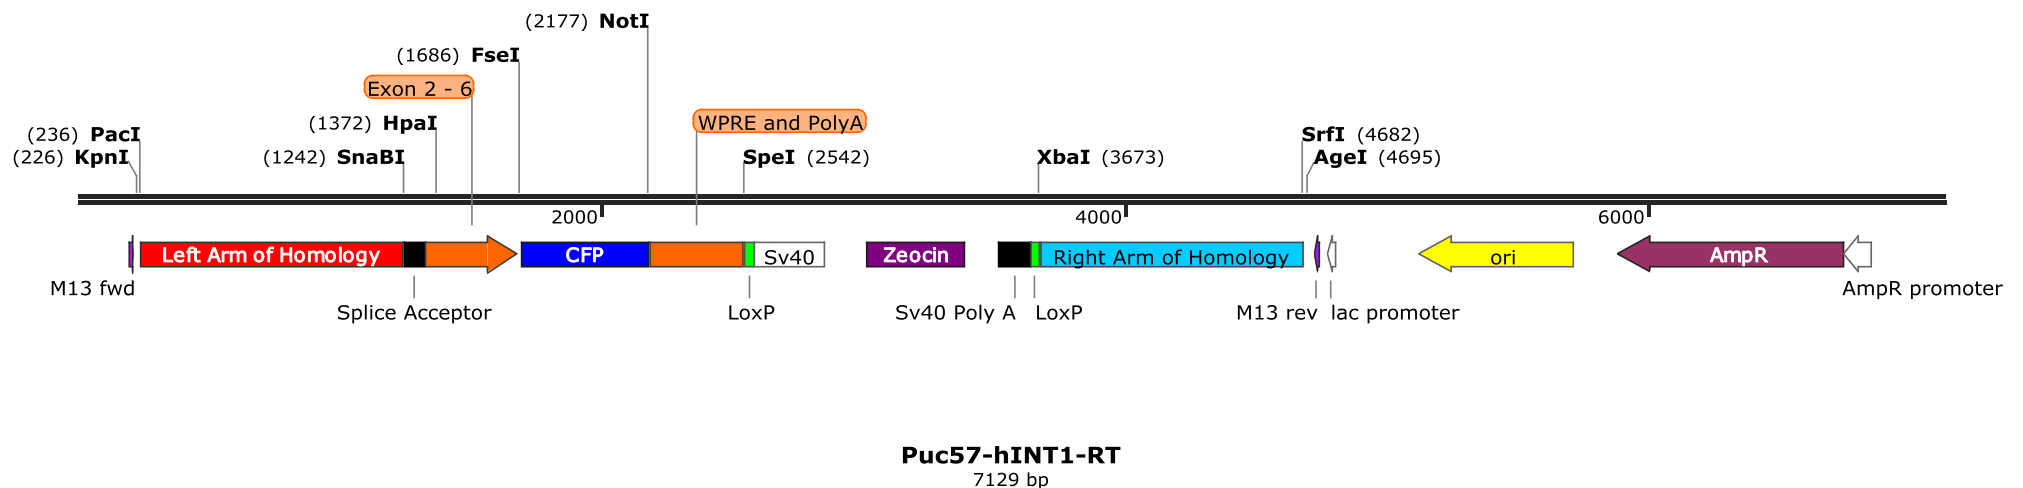 (2177) NotI
(1686) FseI
Exon 2 - 6
(1372) HpaI
WPRE and PolyA
(236) PacI
SrfI (4682)
(226) KpnI
(1242) SnaBI
SpeI (2542)
XbaI (3673)
AgeI (4695)
2000
4000
6000
Left Arm of Homology
CFP
Sv40
Zeocin
Right Arm of Homology
ori
AmpR
M13 fwd
AmpR promoter
Splice Acceptor
LoxP
Sv40 Poly A
LoxP
M13 rev
lac promoter
Puc57-hINT1-RT
7129 bp